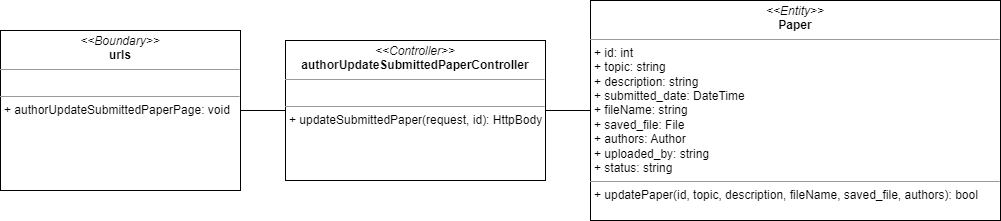 <<Boundary>>
urls
+ authorUpdateSubmittedPaperPage: void
<<Controller>>
authorUpdateSubmittedPaperController
+ updateSubmittedPaper(request, id): HttpBody
<<Entity>>
Paper
+ id: int
+ topic: string
+ description: string
+ submitted_date: DateTime
+ fileName: string
+ saved_file: File
+ authors: Author
+ uploaded_by: string
+ status: string
+ updatePaper(id, topic, description, fileName, saved_file, authors): bool